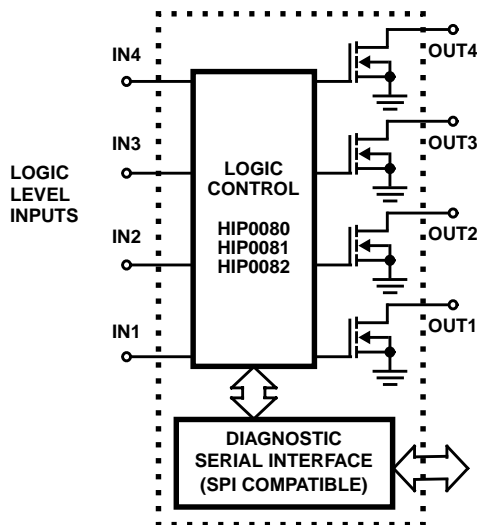 IN4
OUT4
IN3
OUT3
LOGIC
LEVEL
INPUTS
LOGIC
CONTROL
HIP0080
HIP0081
HIP0082
IN2
OUT2
IN1
OUT1
DIAGNOSTIC
SERIAL INTERFACE
(SPI COMPATIBLE)